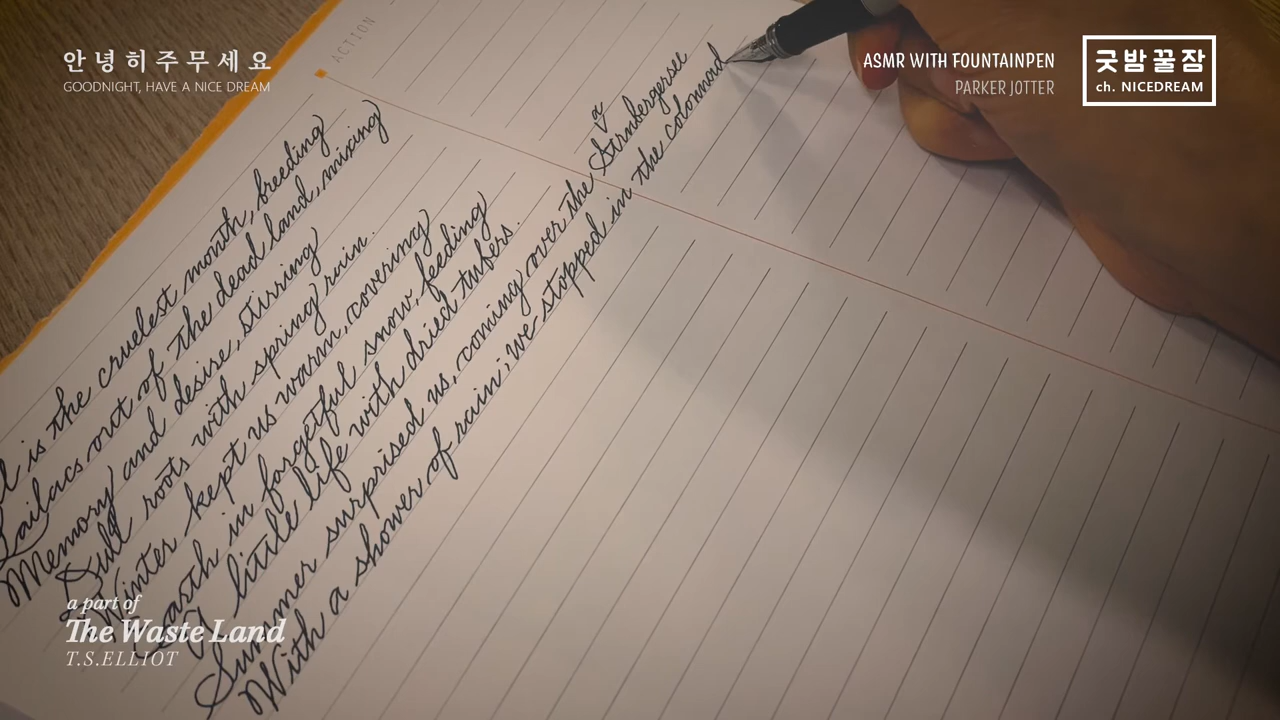 안녕히주무세요
GOODNIGHT, HAVE A NICE DREAM
ASMR WITH FOUNTAINPEN
PARKER JOTTER
굿밤꿀잠
ch. NICEDREAM
ACTION
l is the cruelest month, breeding
Lailacs out of the dead land, mixing
Memory and desire, stirring
Dull roots with spring rain.
Winter kept us warm, covering
Earth in forgetful snow, feeding
A little life with dried tubers.
Summer surprised us, coming over the Strnbergersee
a
With a shower of rain; we stopped in the colonnad
a part of
The Waste Land
T.S.ELLIOT